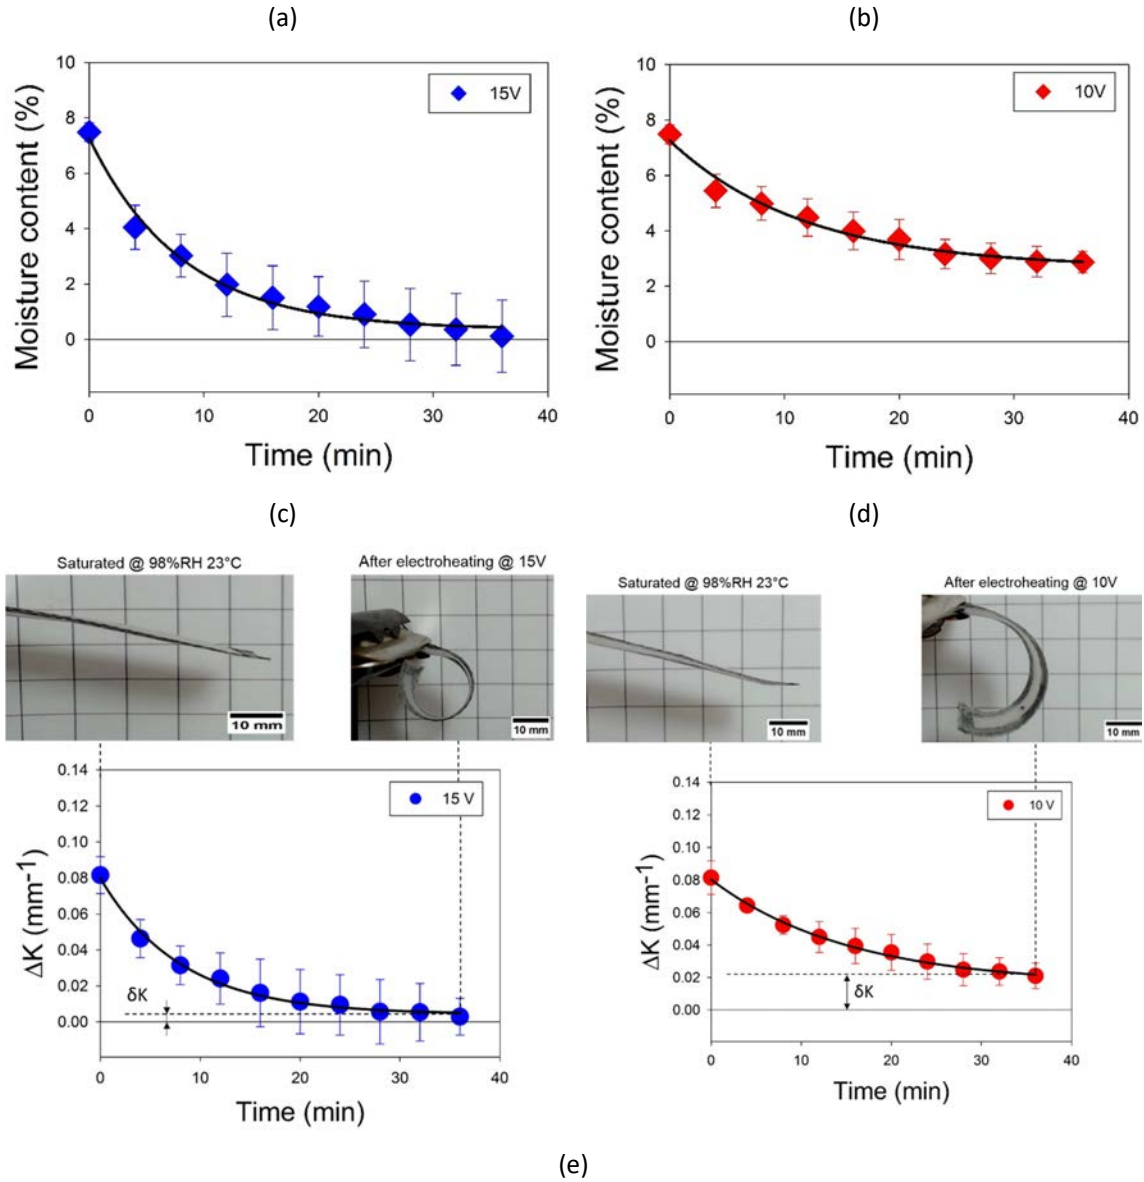 (a)
(b)
10
8
6
4
2
0
Moisture content (%)
15V
0 10 20 30 40
Time (min)
10
8
6
4
2
0
Moisture content (%)
10V
0 10 20 30 40
Time (min)
(c)
(d)
Saturated @ 98%RH 23°C
After electroheating @ 15V
10 mm
10 mm
Saturated @ 98%RH 23°C
After electroheating @ 10V
10 mm
10 mm
0.14
0.12
0.10
0.08
0.06
0.04
0.02
0.00
ΔK (mm⁻¹)
15 V
δK
0 10 20 30 40
Time (min)
0.14
0.12
0.10
0.08
0.06
0.04
0.02
0.00
ΔK (mm⁻¹)
10 V
δK
0 10 20 30 40
Time (min)
(e)